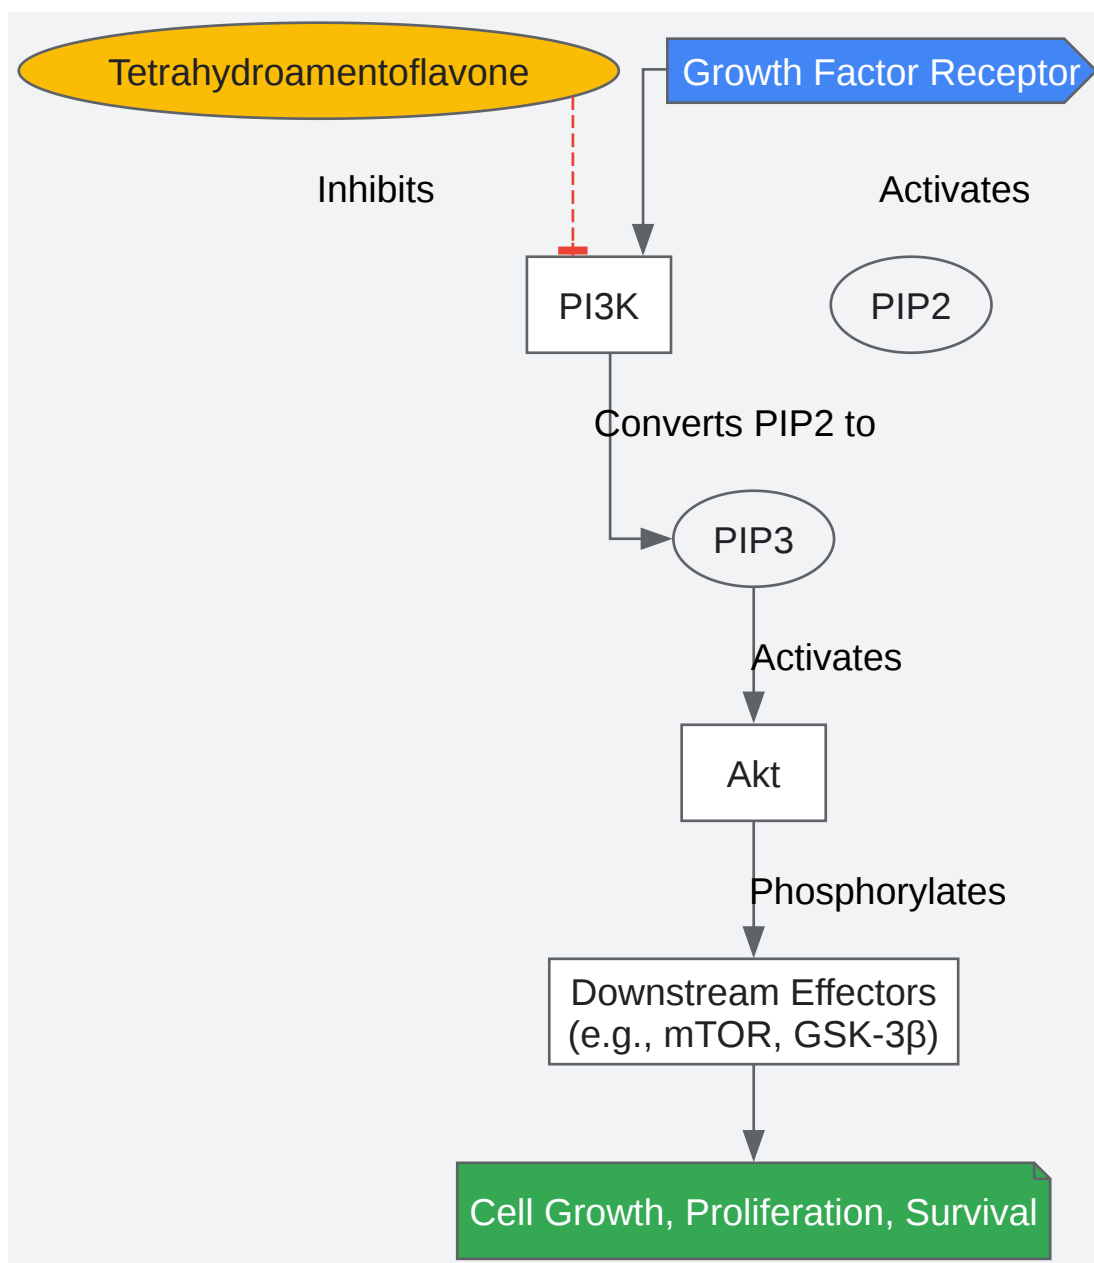 Tetrahydroamentoflavone
Growth Factor Receptor
Inhibits
Activates
PI3K
PIP2
Converts PIP2 to
PIP3
Activates
Akt
Phosphorylates
Downstream Effectors
(e.g., mTOR, GSK-3β)
Cell Growth, Proliferation, Survival